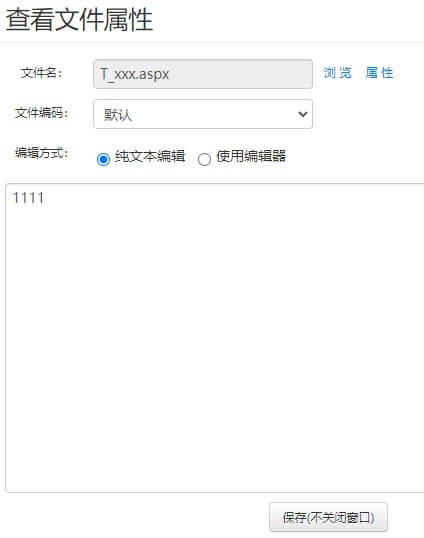 查看文件属性
文件名: T_xxx.aspx 浏览 属性
文件编码: 默认
编辑方式: 纯文本编辑 使用编辑器
1111
保存(不关闭窗口)